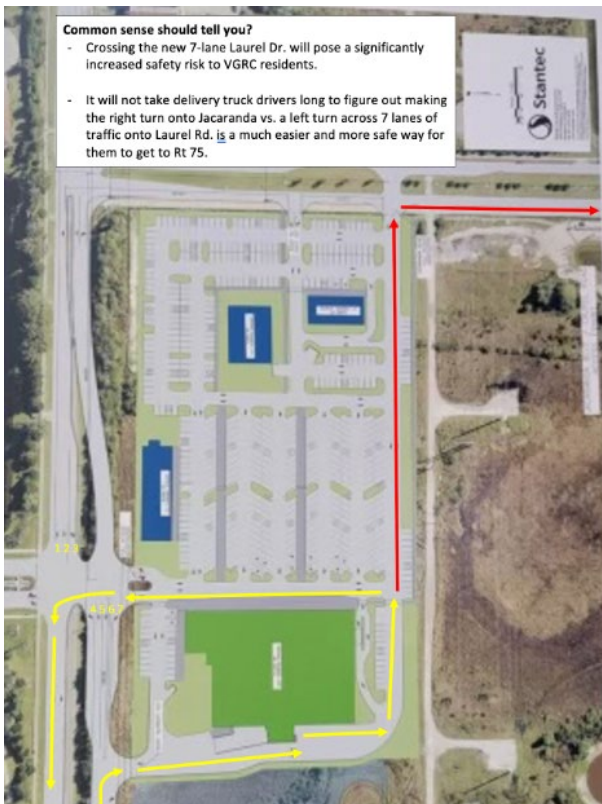 Common sense should tell you?
- Crossing the new 7-lane Laurel Dr. will pose a significantly
increased safety risk to VGRC residents.
- It will not take delivery truck drivers long to figure out making
the right turn onto Jacaranda vs. a left turn across 7 lanes of
traffic onto Laurel Rd. is a much easier and more safe way for
them to get to Rt 75.
Stantec
1 2 3
4 5 6 7